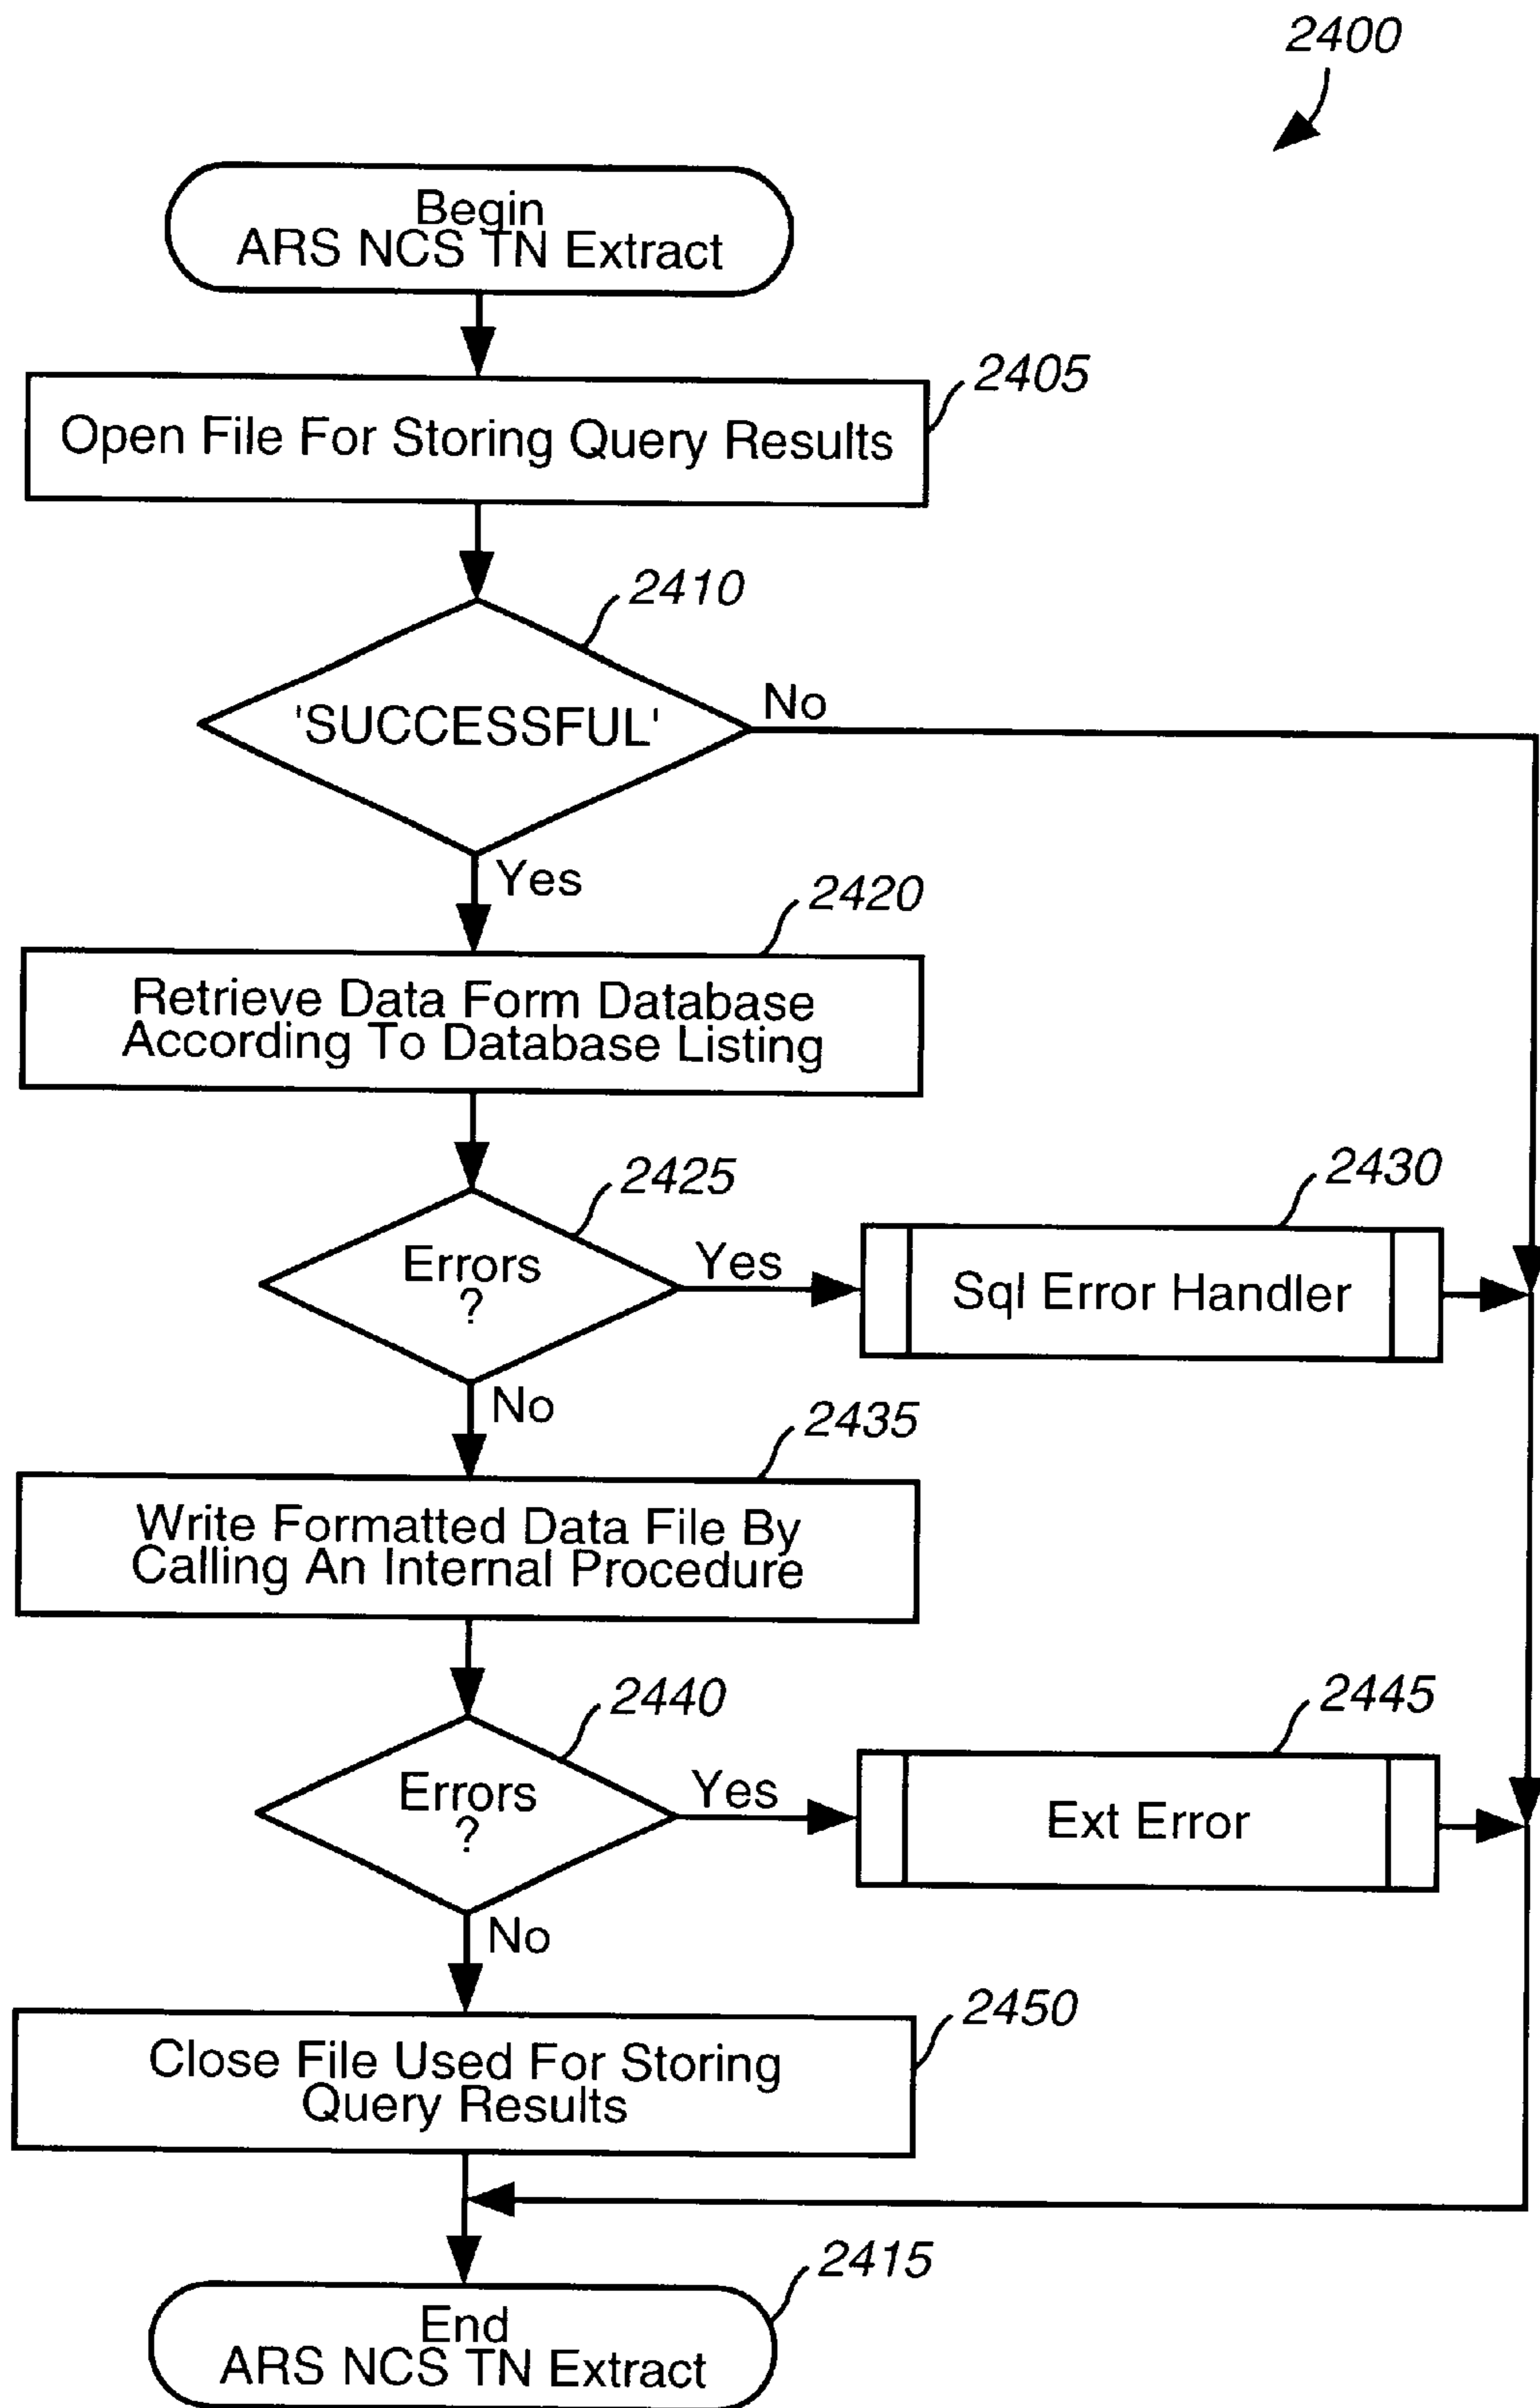 2400
Begin
ARS NCS TN Extract
2405
Open File For Storing Query Results
2410
'SUCCESSFUL'
No
Yes
2420
Retrieve Data Form Database
According To Database Listing
2425
Errors
?
Yes
2430
Sql Error Handler
No
2435
Write Formatted Data File By
Calling An Internal Procedure
2440
Errors
?
Yes
2445
Ext Error
No
2450
Close File Used For Storing
Query Results
2415
End
ARS NCS TN Extract